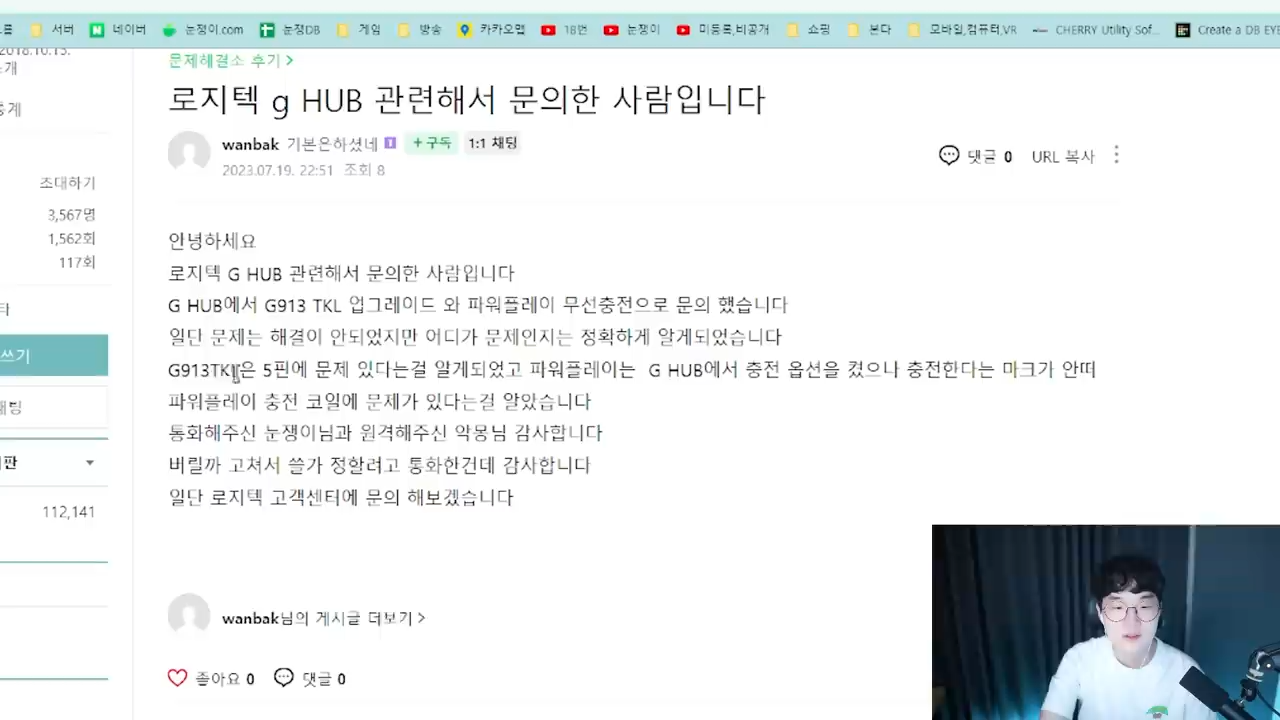 서버 네이버 눈쟁이.com 눈쟁DB 게임 방송 카카오맵 18번 눈쟁이 미등록,비공개 쇼핑 본다 모바일,컴퓨터,VR CHERRY Utility Sof... Create a DB EYE
2018.10.15.
문제해결소 후기 >
로지텍 g HUB 관련해서 문의한 사람입니다
wanbak 기본은하셨네 + 구독 1:1 채팅
2023.07.19. 22:51 조회 8
댓글 0 URL 복사
초대하기
3,567명
1,562회
117회
쓰기
채팅
112,141
안녕하세요
로지텍 G HUB 관련해서 문의한 사람입니다
G HUB에서 G913 TKL 업그레이드 와 파워플레이 무선충전으로 문의 했습니다
일단 문제는 해결이 안되었지만 어디가 문제인지는 정확하게 알게되었습니다
G913TKL은 5핀에 문제 있다는걸 알게되었고 파워플레이는 G HUB에서 충전 옵션을 켰으나 충전한다는 마크가 안떠
파워플레이 충전 코일에 문제가 있다는걸 알았습니다
통화해주신 눈쟁이님과 원격해주신 악몽님 감사합니다
버릴까 고쳐서 쓸가 정할려고 통화한건데 감사합니다
일단 로지텍 고객센터에 문의 해보겠습니다
wanbak님의 게시글 더보기 >
좋아요 0 댓글 0